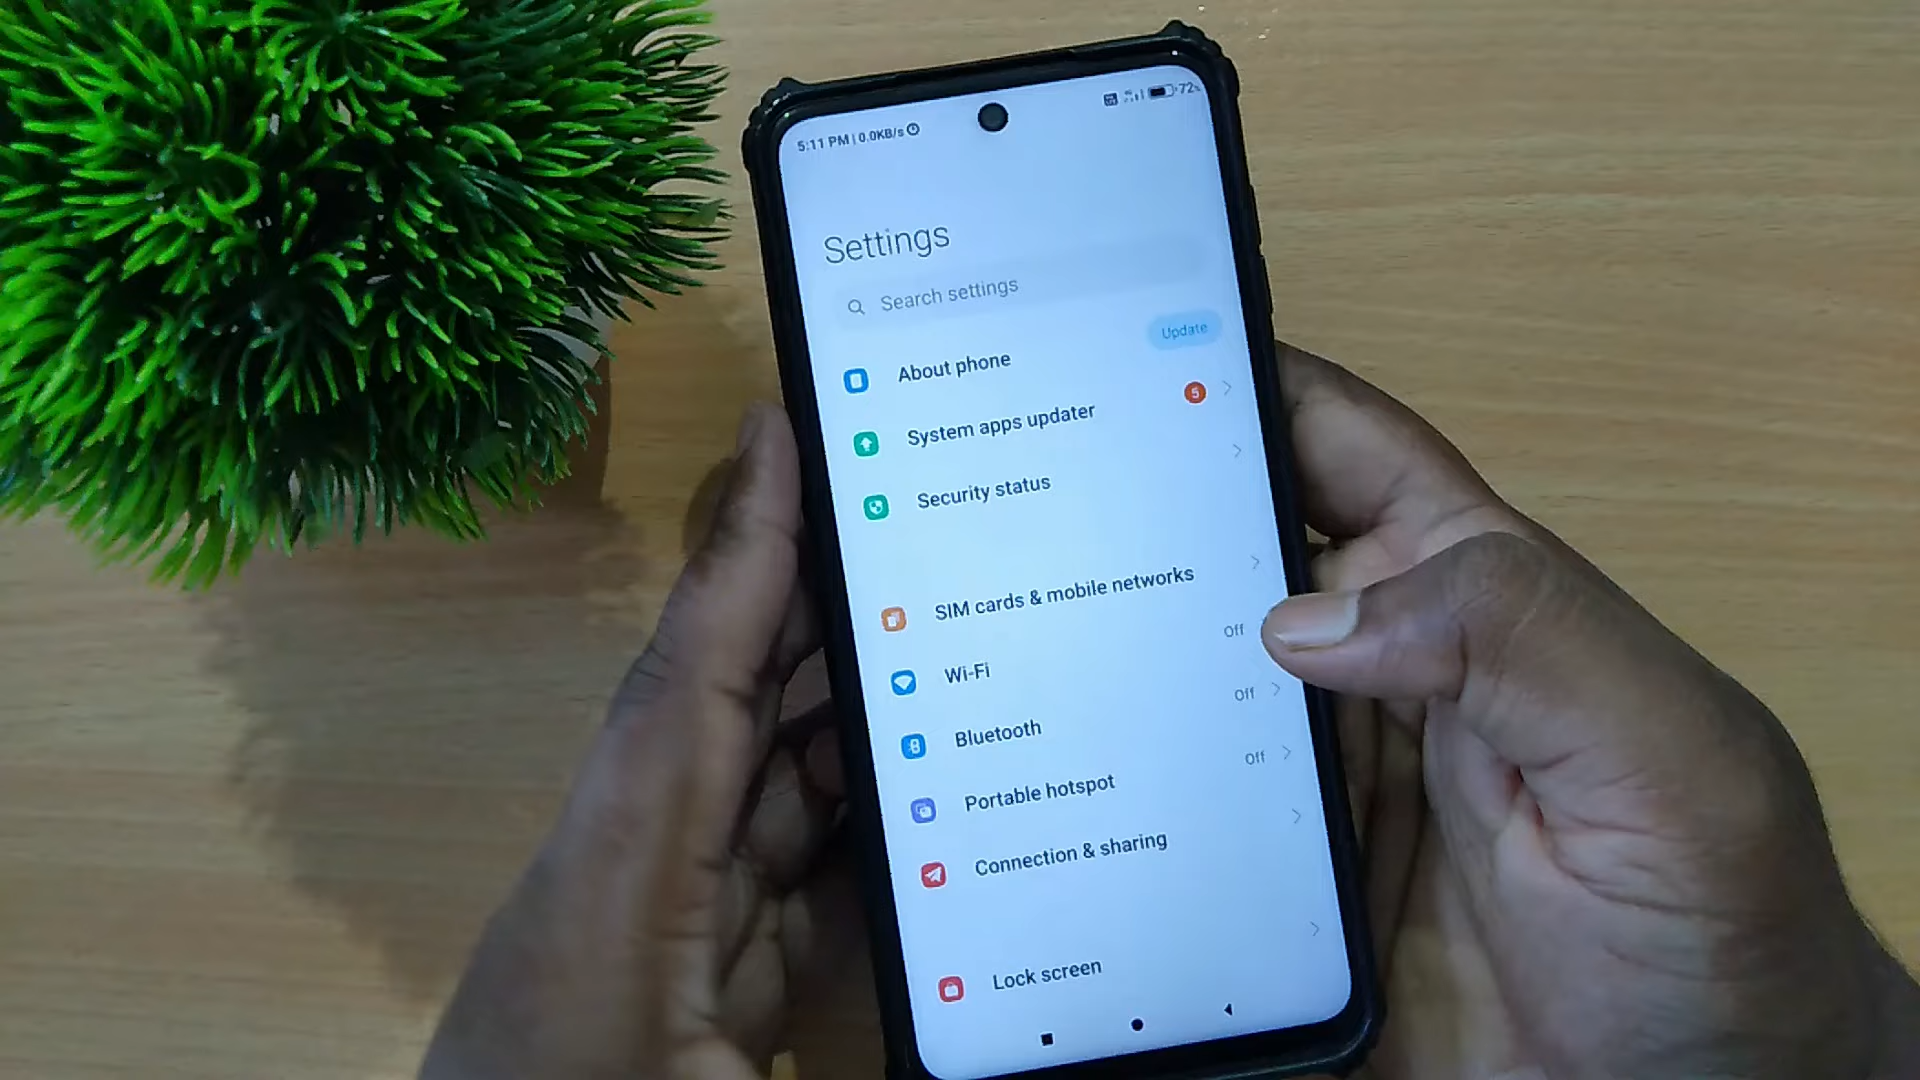 5:11 PM | 0.0KB/s
72%
Settings
Search settings
About phone
Update
System apps updater
5
Security status
SIM cards & mobile networks
Wi-Fi
Off
Bluetooth
Off
Portable hotspot
Off
Connection & sharing
Lock screen